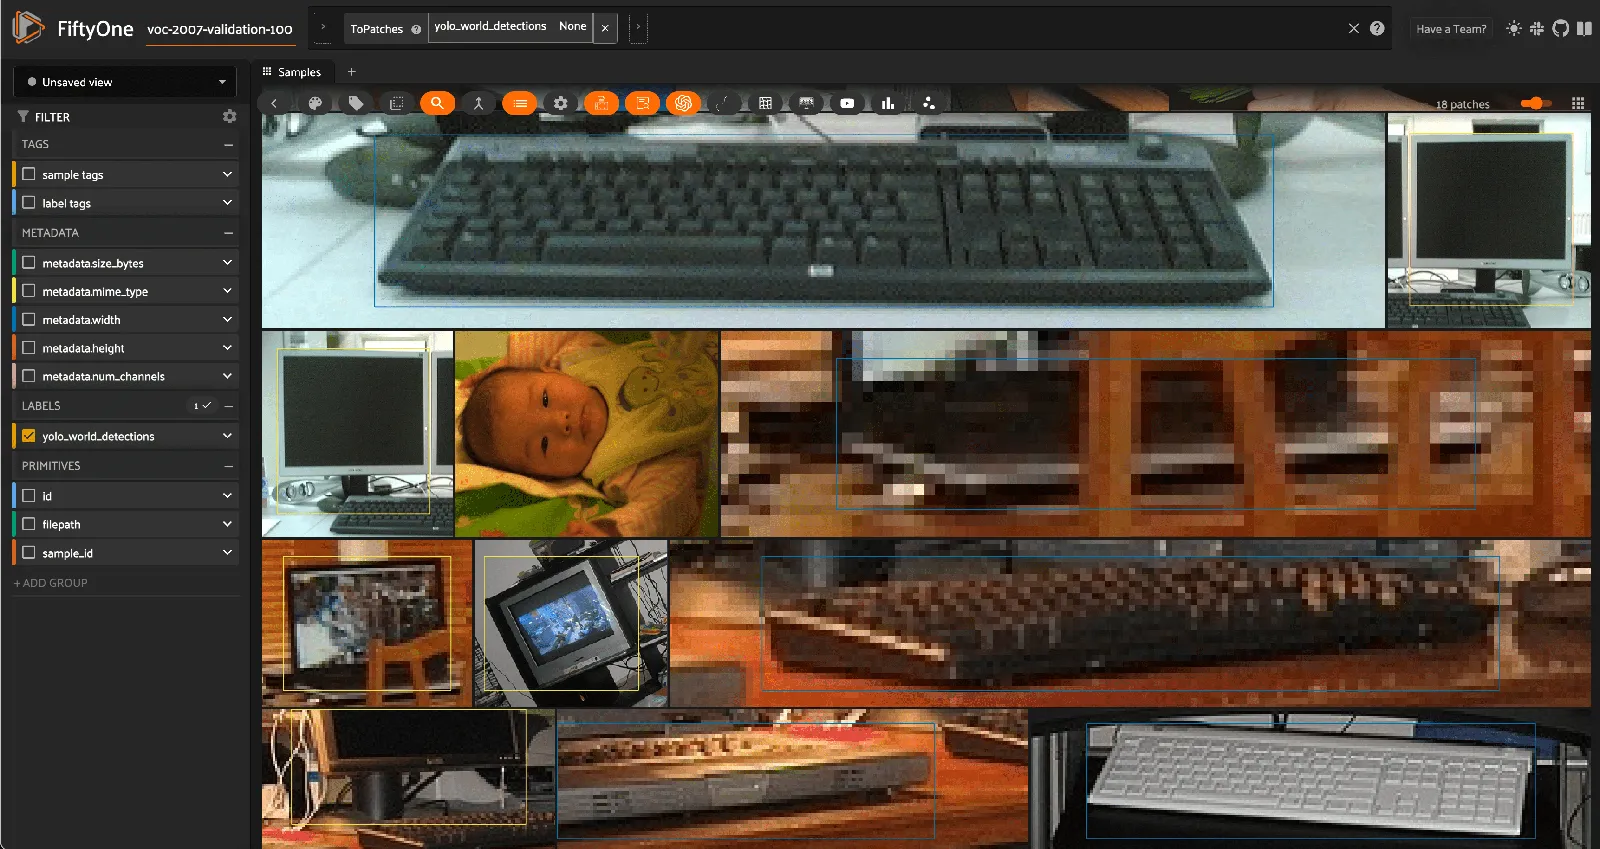 FiftyOne
voc-2007-validation-100
ToPatches
yolo_world_detections None
Have a Team?
Unsaved view
Samples
18 patches
FILTER
TAGS
sample tags
label tags
METADATA
metadata.size_bytes
metadata.mime_type
metadata.width
metadata.height
metadata.num_channels
LABELS 1
yolo_world_detections
PRIMITIVES
id
filepath
sample_id
+ ADD GROUP